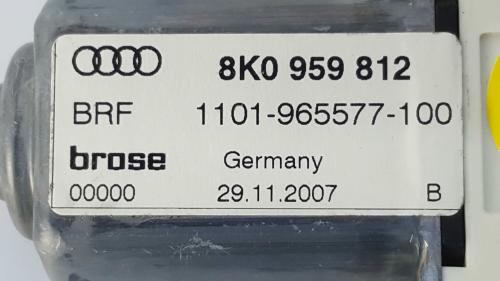 8K0 959 812
BRF 1101-965577-100
brose Germany
00000 29.11.2007 B